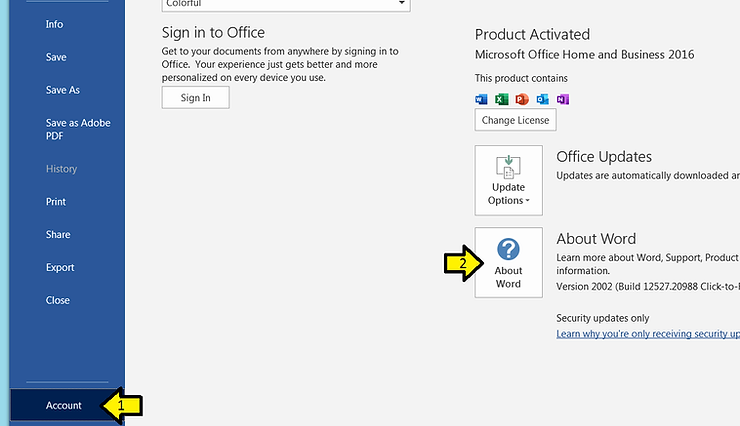 Colorful
Info
Save
Save As
Save as Adobe
PDF
History
Print
Share
Export
Close
Account
1
Sign in to Office
Get to your documents from anywhere by signing in to
Office. Your experience just gets better and more
personalized on every device you use.
Sign In
Product Activated
Microsoft Office Home and Business 2016
This product contains
Change License
Update
Options
Office Updates
Updates are automatically downloaded
2
About
Word
About Word
Learn more about Word, Support, Product
information.
Version 2002 (Build 12527.20988 Click-to-
Security updates only
Learn why you're only receiving security